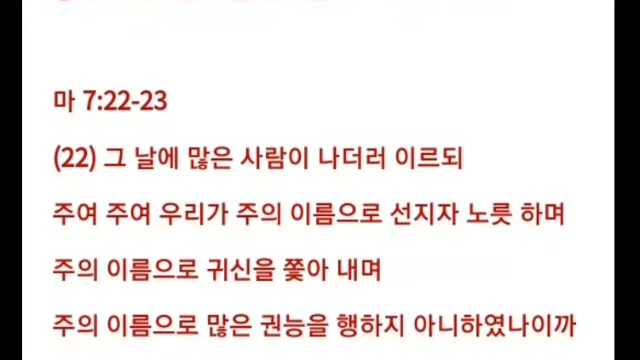 마 7:22-23
(22) 그 날에 많은 사람이 나더러 이르되
주여 주여 우리가 주의 이름으로 선지자 노릇 하며
주의 이름으로 귀신을 쫓아 내며
주의 이름으로 많은 권능을 행하지 아니하였나이까